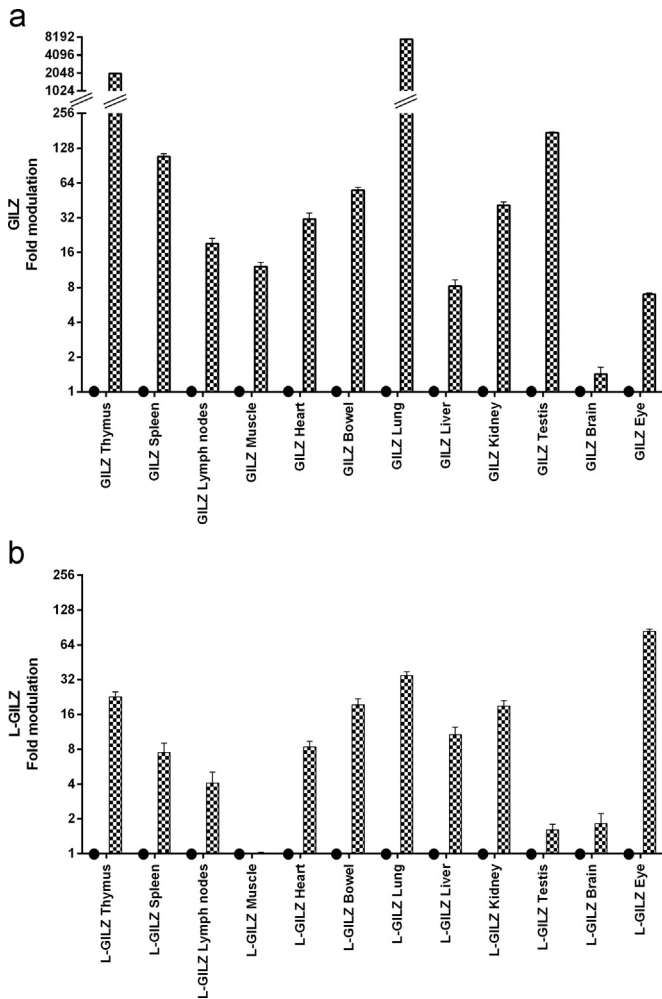 a
8192
4096
2048
1024
256
128
64
32
16
8
4
2
1
GILZ
Fold modulation
GILZ Thymus
GILZ Spleen
GILZ Lymph nodes
GILZ Muscle
GILZ Heart
GILZ Bowel
GILZ Lung
GILZ Liver
GILZ Kidney
GILZ Testis
GILZ Brain
GILZ Eye
b
256
128
64
32
16
8
4
2
1
L-GILZ
Fold modulation
L-GILZ Thymus
L-GILZ Spleen
L-GILZ Lymph nodes
L-GILZ Muscle
L-GILZ Heart
L-GILZ Bowel
L-GILZ Lung
L-GILZ Liver
L-GILZ Kidney
L-GILZ Testis
L-GILZ Brain
L-GILZ Eye